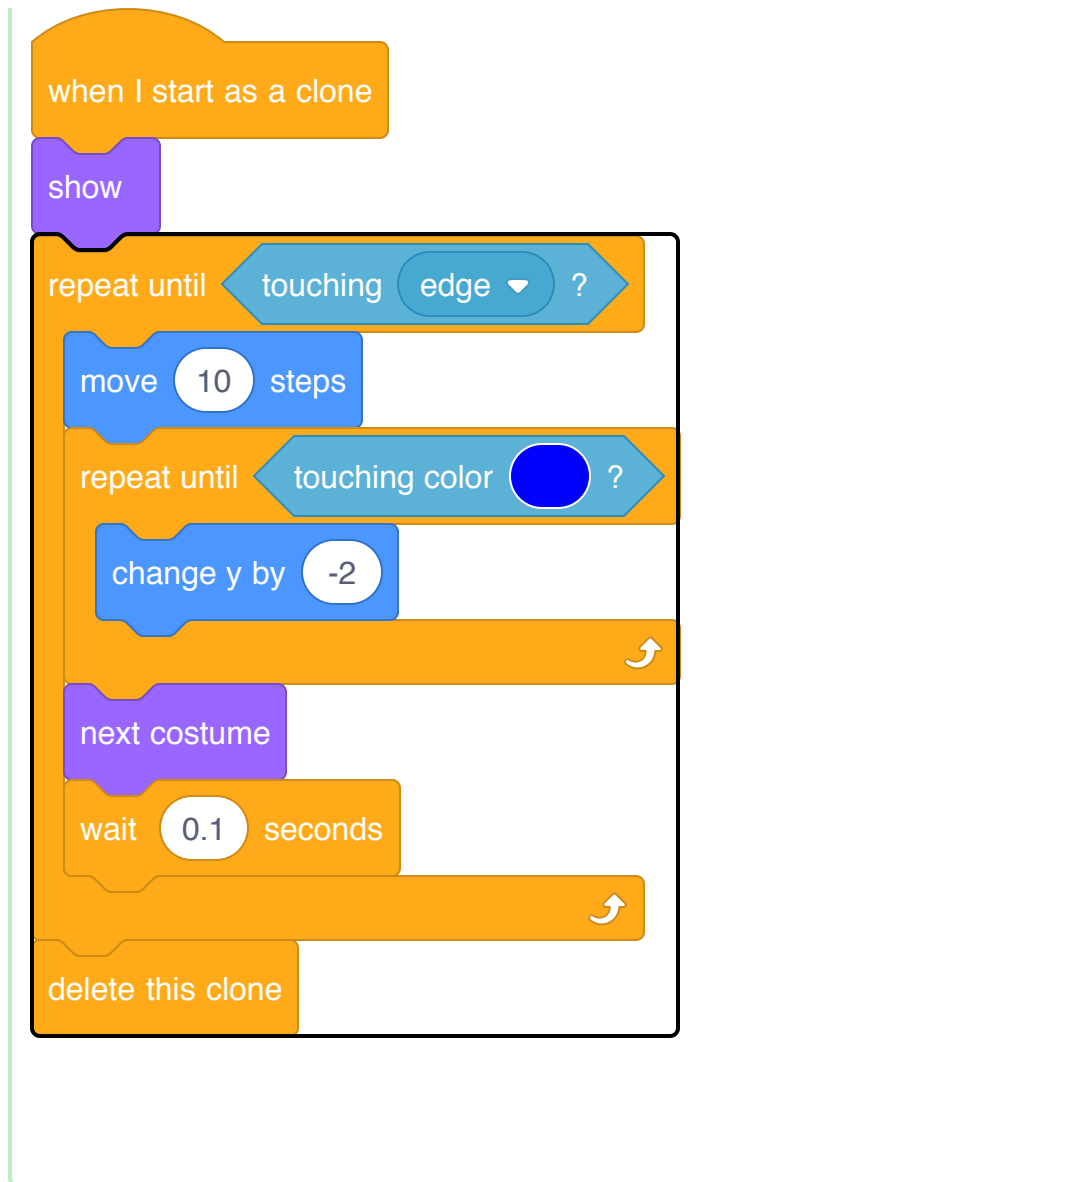 when I start as a clone
show
repeat until touching edge ?
move 10 steps
repeat until touching color ?
change y by -2
next costume
wait 0.1 seconds
delete this clone